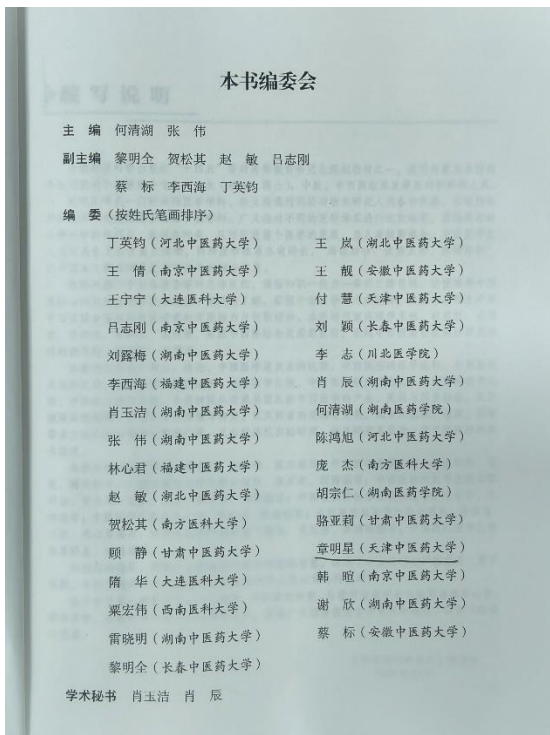 本书编委会
主 编 何清湖 张 伟
副主编 黎明全 贺松其 赵 敏 吕志刚
蔡 标 李西海 丁英钧
编 委（按姓氏笔画排序）
丁英钧（河北中医药大学） 王 岚（湖北中医药大学）
王 倩（南京中医药大学） 王 靓（安徽中医药大学）
王宁宁（大连医科大学） 付 慧（天津中医药大学）
吕志刚（南京中医药大学） 刘 颖（长春中医药大学）
刘露梅（湖南中医药大学） 李 志（川北医学院）
李西海（福建中医药大学） 肖 辰（湖南中医药大学）
肖玉洁（湖南中医药大学） 何清湖（湖南医药学院）
张 伟（湖南中医药大学） 陈鸿旭（河北中医药大学）
林心君（福建中医药大学） 庞 杰（南方医科大学）
赵 敏（湖北中医药大学） 胡宗仁（湖南医药学院）
贺松其（南方医科大学） 骆亚莉（甘肃中医药大学）
顾 静（甘肃中医药大学） 章明星（天津中医药大学）
隋 华（大连医科大学） 韩 暄（南京中医药大学）
粟宏伟（西南医科大学） 谢 欣（湖南中医药大学）
雷晓明（湖南中医药大学） 蔡 标（安徽中医药大学）
黎明全（长春中医药大学）
学术秘书 肖玉洁 肖 辰